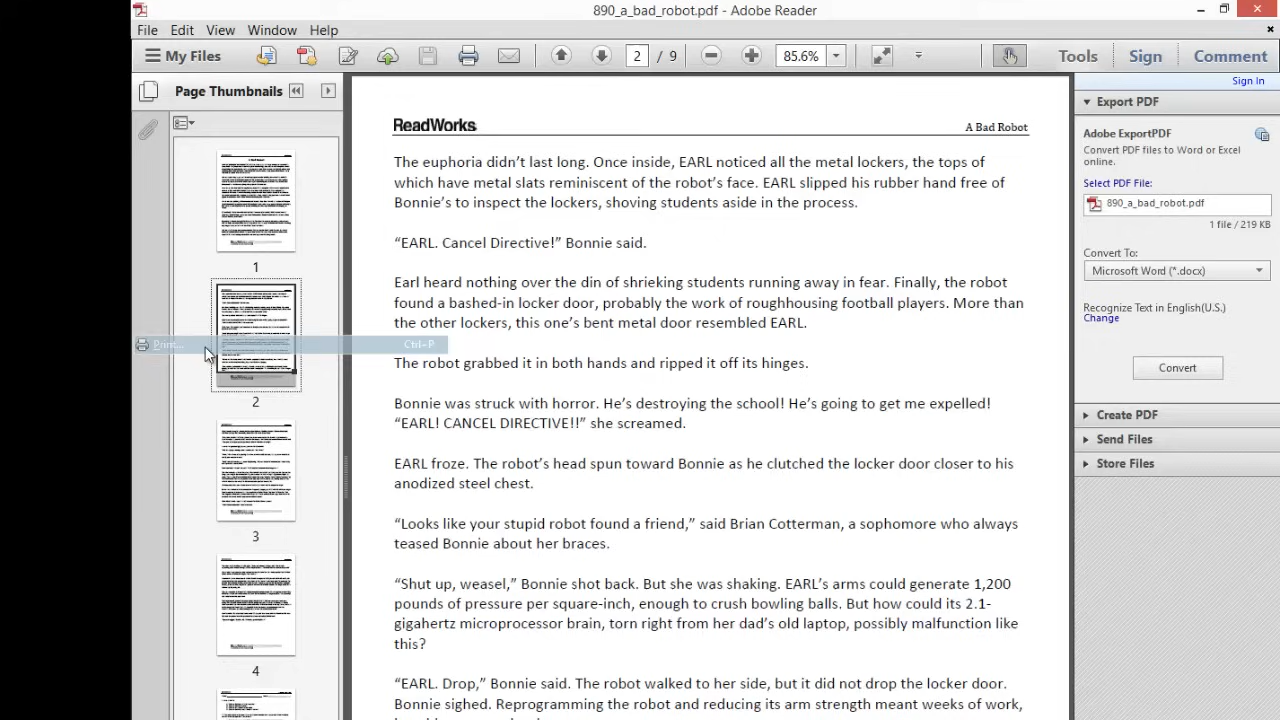 890_a_bad_robot.pdf - Adobe Reader
File Edit View Window Help
My Files 2 / 9 85.6% Tools Sign Comment
Page Thumbnails
1
2
3
4
Print... Ctrl+P
ReadWorks A Bad Robot
The euphoria didn't last long. Once inside, EARL noticed all the metal lockers, the tops of
which have metal vents reminiscent of the robot's face. EARL slipped his rubber hand free of
Bonnie's to inspect the lockers, shoving students aside in the process.
“EARL. Cancel Directive!” Bonnie said.
Earl heard nothing over the din of shrieking students running away in fear. Finally, the robot
found a bashed-in locker door, probably the work of roughhousing football players. More than
the other lockers, this one's bent metal door resembled EARL.
The robot grabbed it in both hands and ripped it off its hinges.
Bonnie was struck with horror. He's destroying the school! He's going to get me expelled!
“EARL! CANCEL DIRECTIVE!!” she screamed.
EARL froze. The robot's head spun toward Bonnie as he clutched the locker door tightly to his
steel chest.
“Looks like your stupid robot found a friend,” said Brian Cotterman, a sophomore who always
teased Bonnie about her braces.
“Shut up, weasel,” Bonnie shot back. But she was shaking. EARL's arms could generate 1,700
pounds of pressure per square inch, enough to crush bowling balls. But how could a 2.1-
gigahertz microprocessor brain, torn right from her dad's old laptop, possibly malfunction like
this?
“EARL. Drop,” Bonnie said. The robot walked to her side, but it did not drop the locker door.
Bonnie sighed. Reprogramming the robot or reducing its arm strength meant weeks of work,
Sign In
Export PDF
Adobe ExportPDF
Convert PDF files to Word or Excel
online.
Select PDF File:
890_a_bad_robot.pdf
1 file / 219 KB
Convert To:
Microsoft Word (*.docx)
Recognize Text in English(U.S.)
Change
Convert
Create PDF
Send Files
Store Files